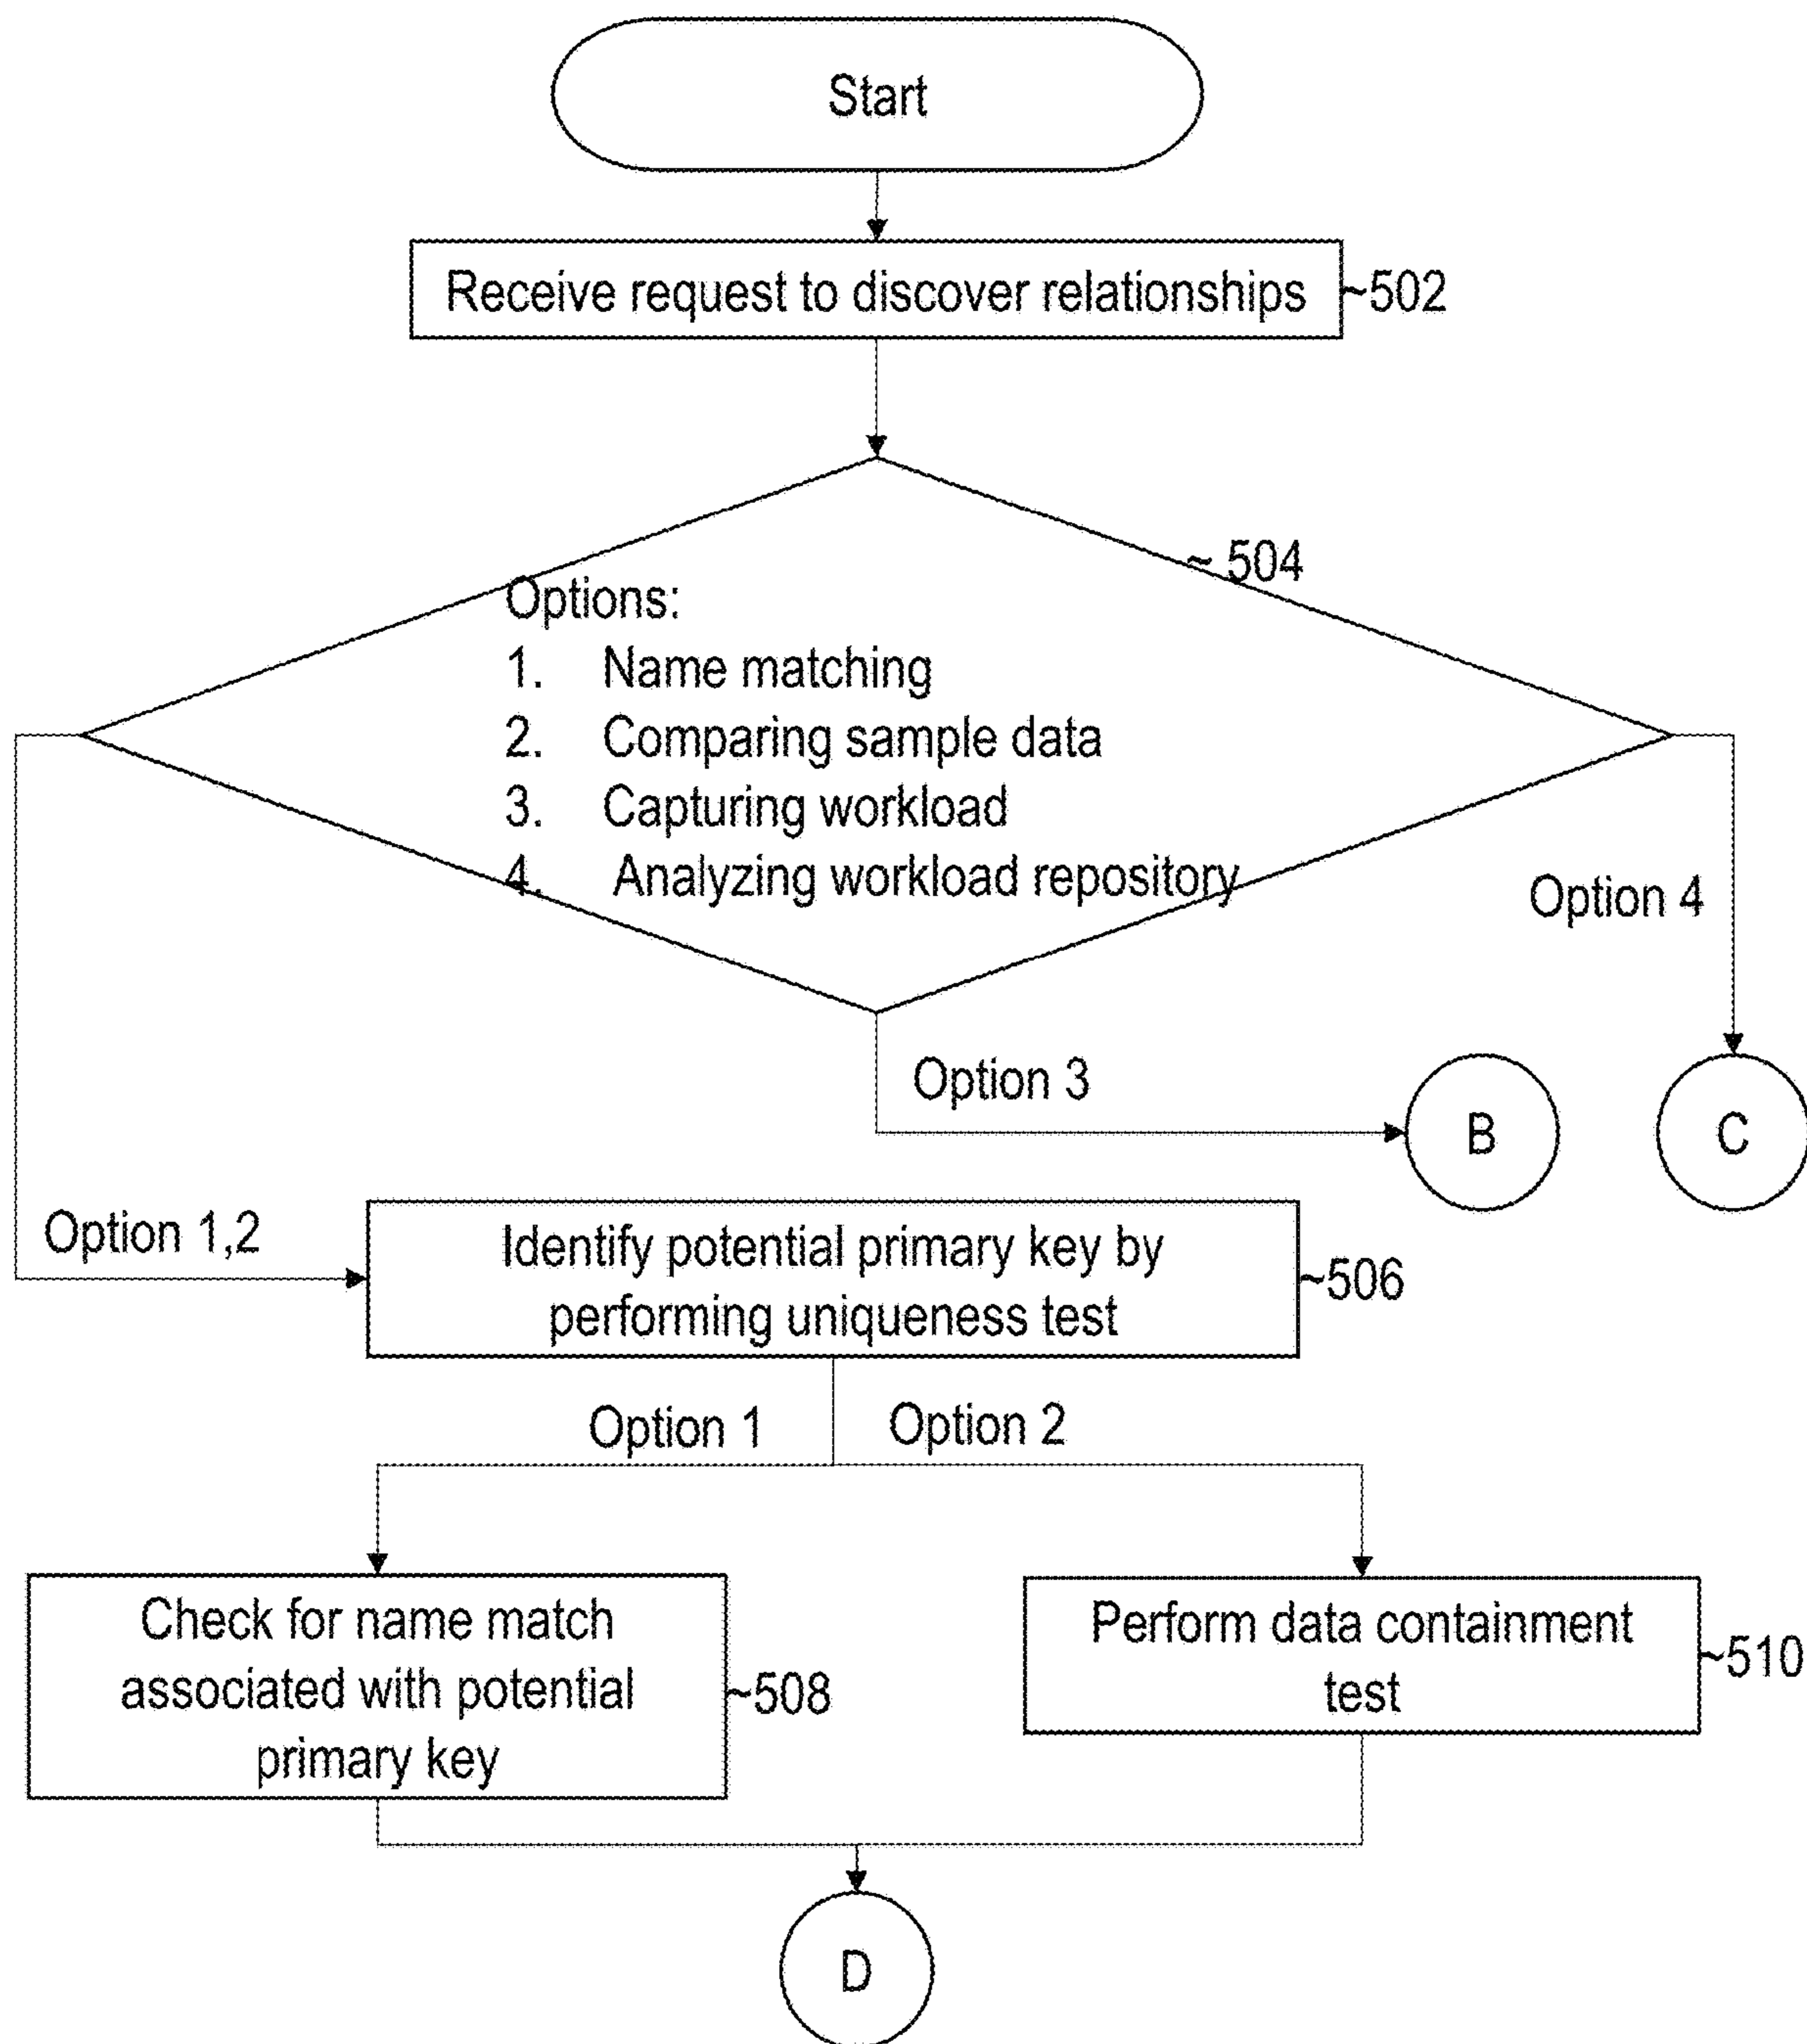 Start
Receive request to discover relationships ~502
~ 504
Options:
1. Name matching
2. Comparing sample data
3. Capturing workload
4. Analyzing workload repository
Option 4
Option 3
B
C
Option 1,2
Identify potential primary key by
performing uniqueness test
~506
Option 1
Option 2
Check for name match
associated with potential
primary key
~508
Perform data containment
test
~510
D